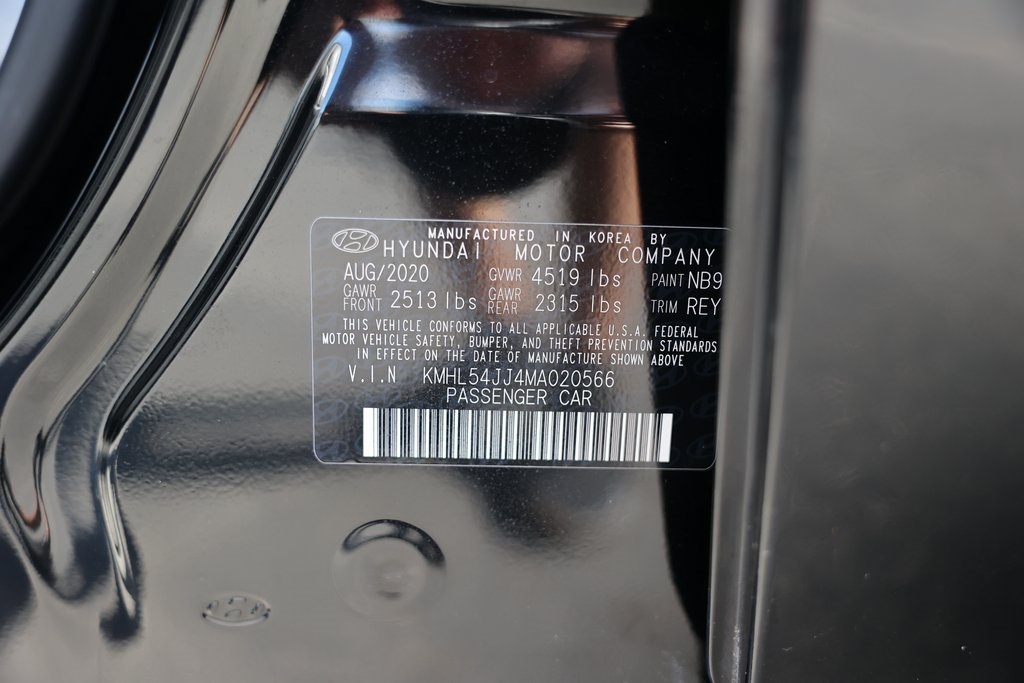 MANUFACTURED IN KOREA BY
HYUNDAI MOTOR COMPANY
AUG/2020 GVWR 4519 lbs PAINT NB9
GAWR FRONT 2513 lbs GAWR REAR 2315 lbs TRIM REY
THIS VEHICLE CONFORMS TO ALL APPLICABLE U.S.A. FEDERAL
MOTOR VEHICLE SAFETY, BUMPER, AND THEFT PREVENTION STANDARDS
IN EFFECT ON THE DATE OF MANUFACTURE SHOWN ABOVE
V.I.N KMHL54JJ4MA020566
PASSENGER CAR